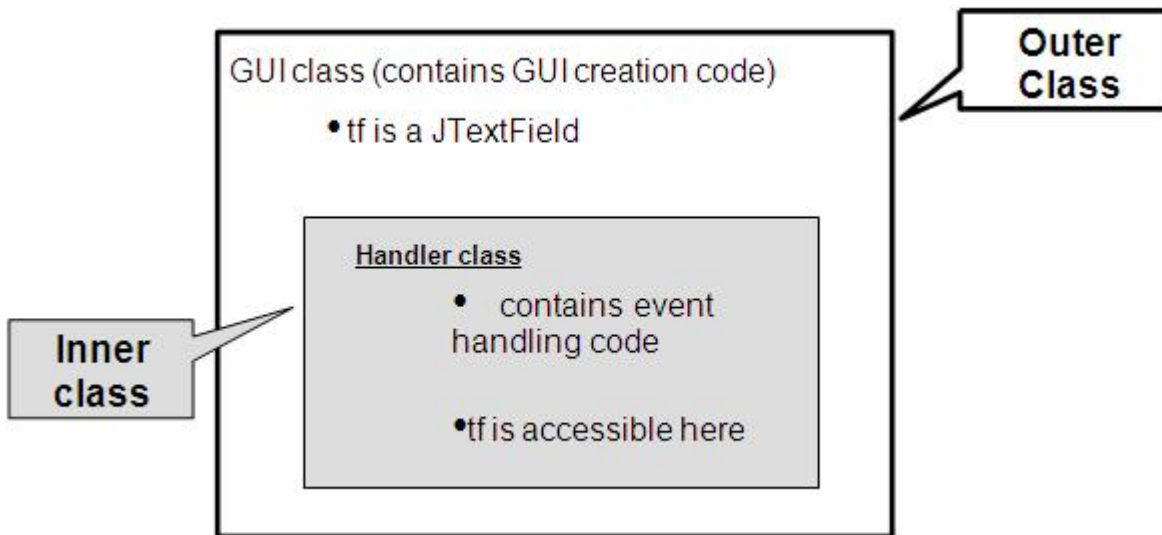 Outer
Class
GUI class (contains GUI creation code)
• tf is a JTextField
Handler class
• contains event
handling code
•tf is accessible here
Inner
class